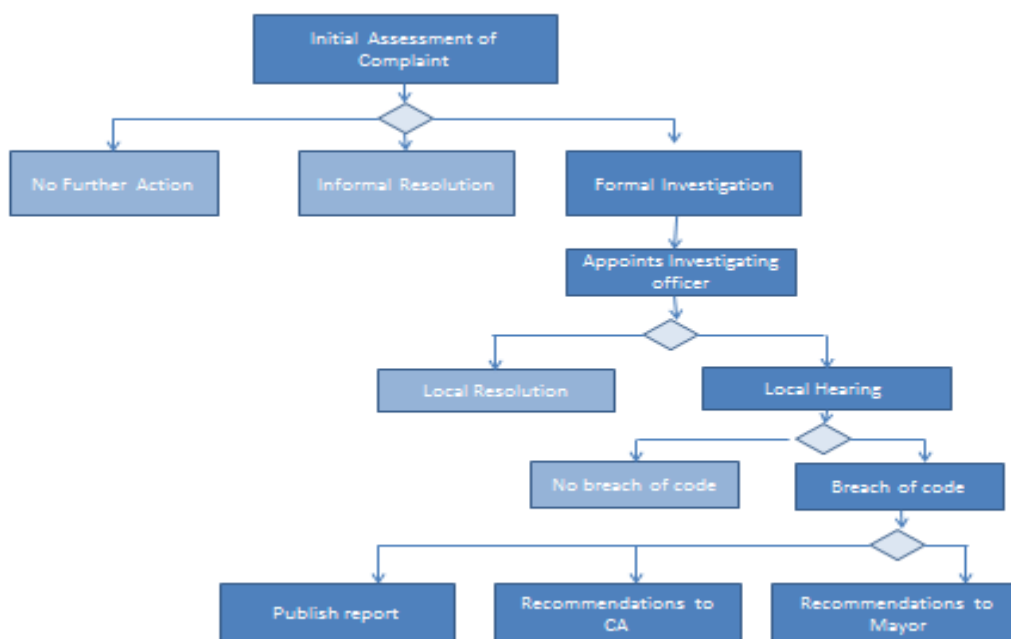 Initial Assessment of
Complaint
No Further Action
Informal Resolution
Formal Investigation
Appoints Investigating
officer
Local Resolution
Local Hearing
No breach of code
Breach of code
Publish report
Recommendations to
CA
Recommendations to
Mayor